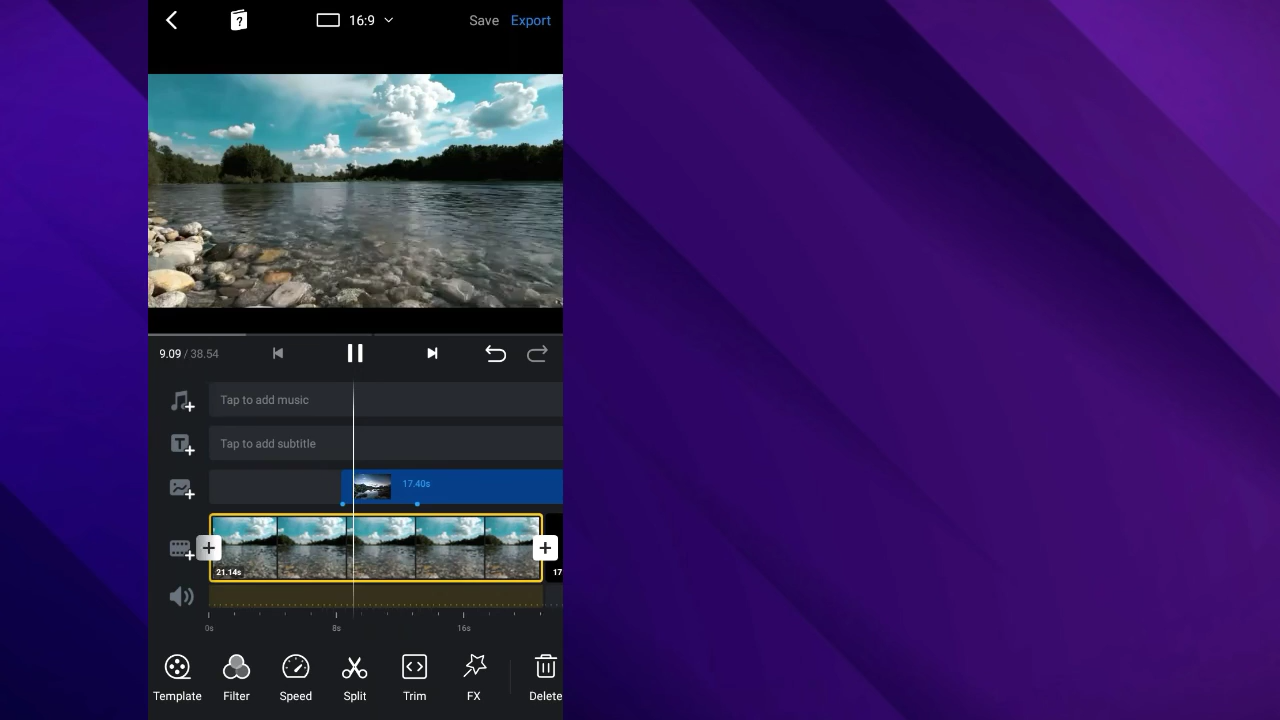 16:9
Save
Export
9.09 / 38.54
Tap to add music
Tap to add subtitle
17.40s
21.14s
17
0s
8s
16s
Template
Filter
Speed
Split
Trim
FX
Delete